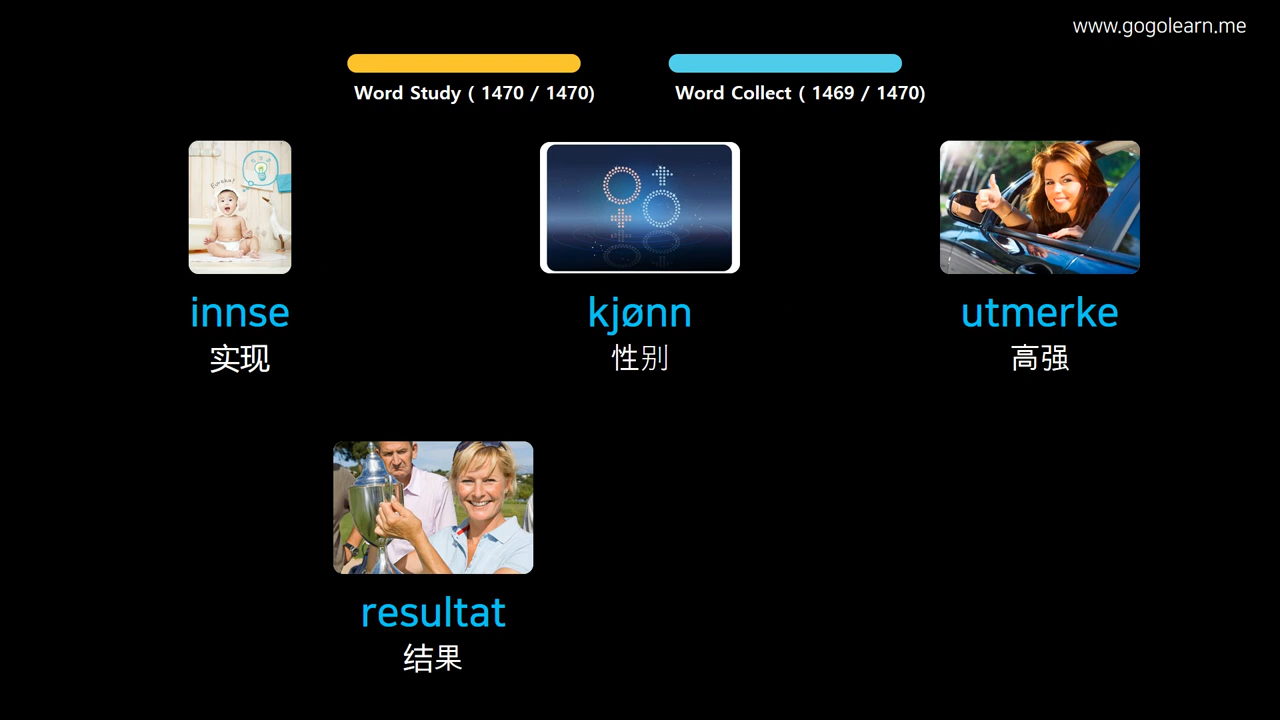 www.gogolearn.me
Word Study ( 1470 / 1470)
Word Collect ( 1469 / 1470)
Eureka!
innse
实现
kjønn
性别
utmerke
高强
resultat
结果